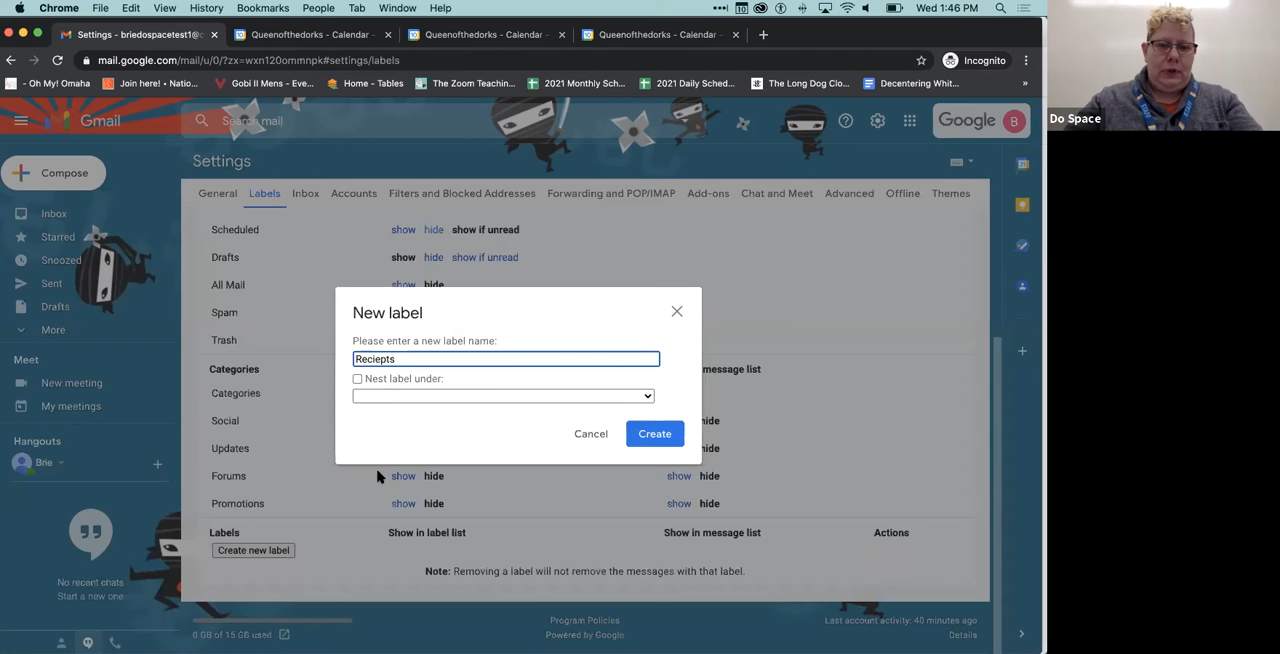 Chrome File Edit View History Bookmarks People Tab Window Help Wed 1:46 PM
Settings - briedospacetest1@ Queenofthedorks - Calendar - Queenofthedorks - Calendar - Queenofthedorks - Calendar -
mail.google.com/mail/u/0/?zx=wxn120ommnpk#settings/labels Incognito
- Oh My! Omaha Join here! • Natio... Gobi II Mens - Eve... Home - Tables The Zoom Teachin... 2021 Monthly Sch... 2021 Daily Sched... The Long Dog Clo... Decentering Whit... »
Do Space
Gmail Search mail Google B
Settings
Compose
General Labels Inbox Accounts Filters and Blocked Addresses Forwarding and POP/IMAP Add-ons Chat and Meet Advanced Offline Themes
Inbox
Starred
Snoozed
Sent
Drafts
More
Meet
New meeting
My meetings
Hangouts
Brie
No recent chats
Start a new one
Scheduled show hide show if unread
Drafts show hide show if unread
All Mail show hide
Spam
Trash
Categories message list
Categories
Social hide
Updates hide
Forums show hide show hide
Promotions show hide show hide
Labels Show in label list Show in message list Actions
Create new label
Note: Removing a label will not remove the messages with that label.
New label
Please enter a new label name:
Reciepts
Nest label under:
Cancel Create
0 GB of 15 GB used
Program Policies
Powered by Google
Last account activity: 40 minutes ago
Details